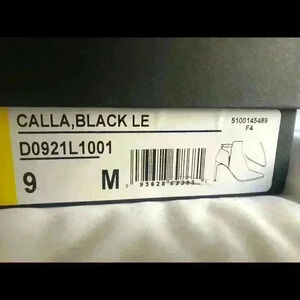 CALLA,BLACK LE
5100145489
F4
D0921L1001
9 M